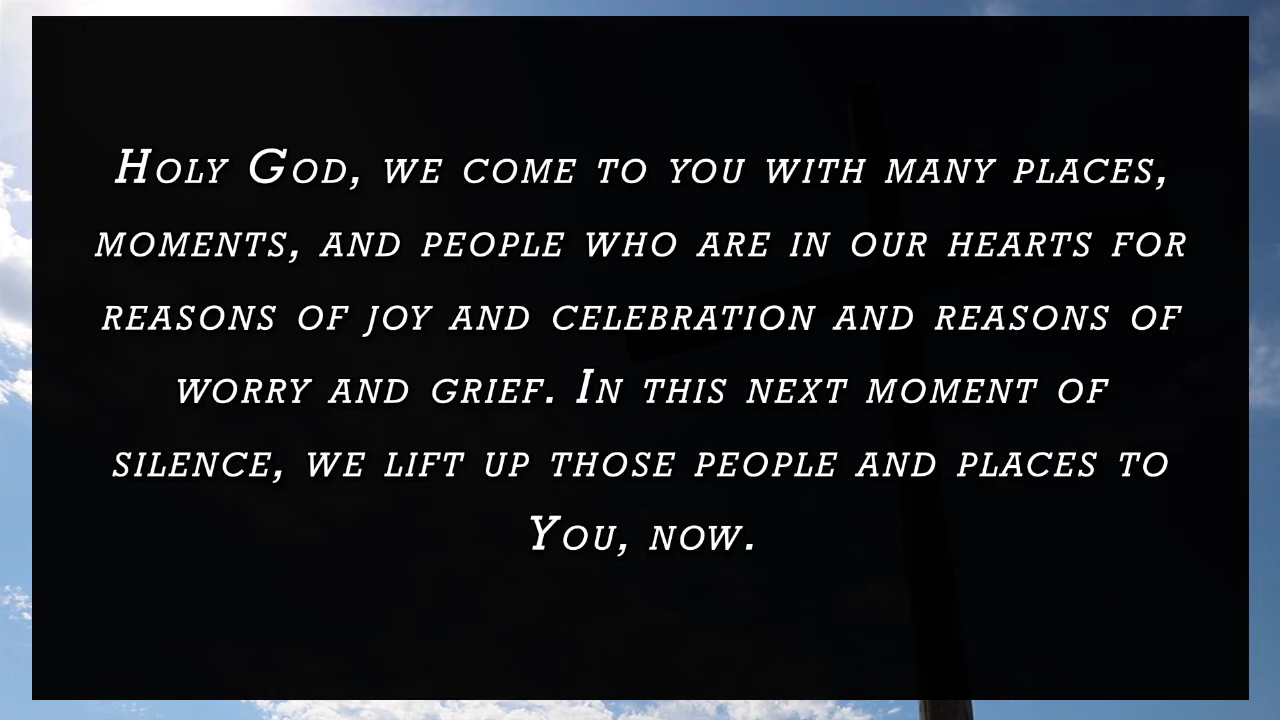 Holy God, we come to you with many places,
moments, and people who are in our hearts for
reasons of joy and celebration and reasons of
worry and grief. In this next moment of
silence, we lift up those people and places to
You, now.